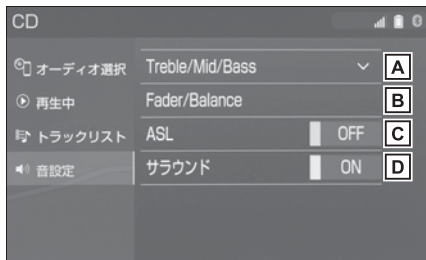 CD
オーディオ選択
再生中
トラックリスト
音設定
Treble/Mid/Bass
A
Fader/Balance
B
ASL
OFF
C
サラウンド
ON
D